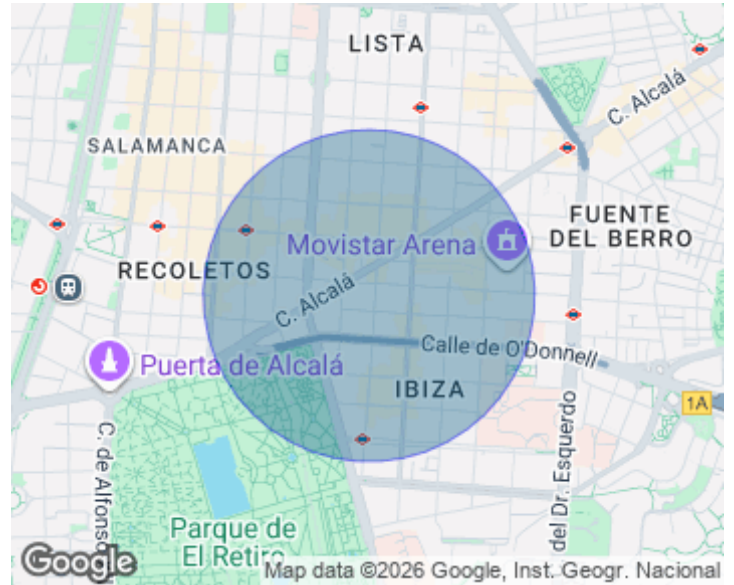 LISTA
C. Alcalá
SALAMANCA
FUENTE
DEL BERRO
Movistar Arena
RECOLETOS
C. Alcalá
Calle de O'Donnell
Puerta de Alcalá
IBIZA
1A
C. de Alfonso
del Dr. Esquerdo
Parque de
El Retiro
Google
Map data ©2026 Google, Inst. Geogr. Nacional